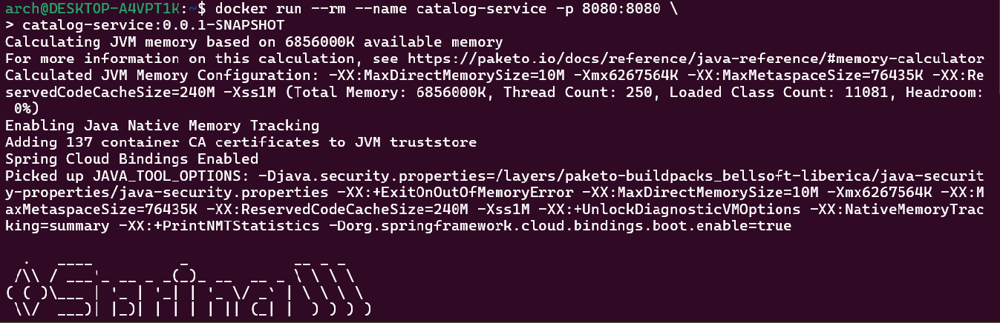 arch@DESKTOP-A4VPT1K:~$ docker run --rm --name catalog-service -p 8080:8080 \
> catalog-service:0.0.1-SNAPSHOT
Calculating JVM memory based on 6856000K available memory
For more information on this calculation, see https://paketo.io/docs/reference/java-reference/#memory-calculator
Calculated JVM Memory Configuration: -XX:MaxDirectMemorySize=10M -Xmx6267564K -XX:MaxMetaspaceSize=76435K -XX:Re
servedCodeCacheSize=240M -Xss1M (Total Memory: 6856000K, Thread Count: 250, Loaded Class Count: 11081, Headroom:
 0%)
Enabling Java Native Memory Tracking
Adding 137 container CA certificates to JVM truststore
Spring Cloud Bindings Enabled
Picked up JAVA_TOOL_OPTIONS: -Djava.security.properties=/layers/paketo-buildpacks_bellsoft-liberica/java-securit
y-properties/java-security.properties -XX:+ExitOnOutOfMemoryError -XX:MaxDirectMemorySize=10M -Xmx6267564K -XX:M
axMetaspaceSize=76435K -XX:ReservedCodeCacheSize=240M -Xss1M -XX:+UnlockDiagnosticVMOptions -XX:NativeMemoryTrac
king=summary -XX:+PrintNMTStatistics -Dorg.springframework.cloud.bindings.boot.enable=true

  .   ____          _            __ _ _
 /\\ / ___'_ __ _ _(_)_ __  __ _ \ \ \ \
( ( )\___ | '_ | '_| | '_ \/ _` | \ \ \ \
 \\/  ___)| |_)| | | | | || (_| |  ) ) ) )